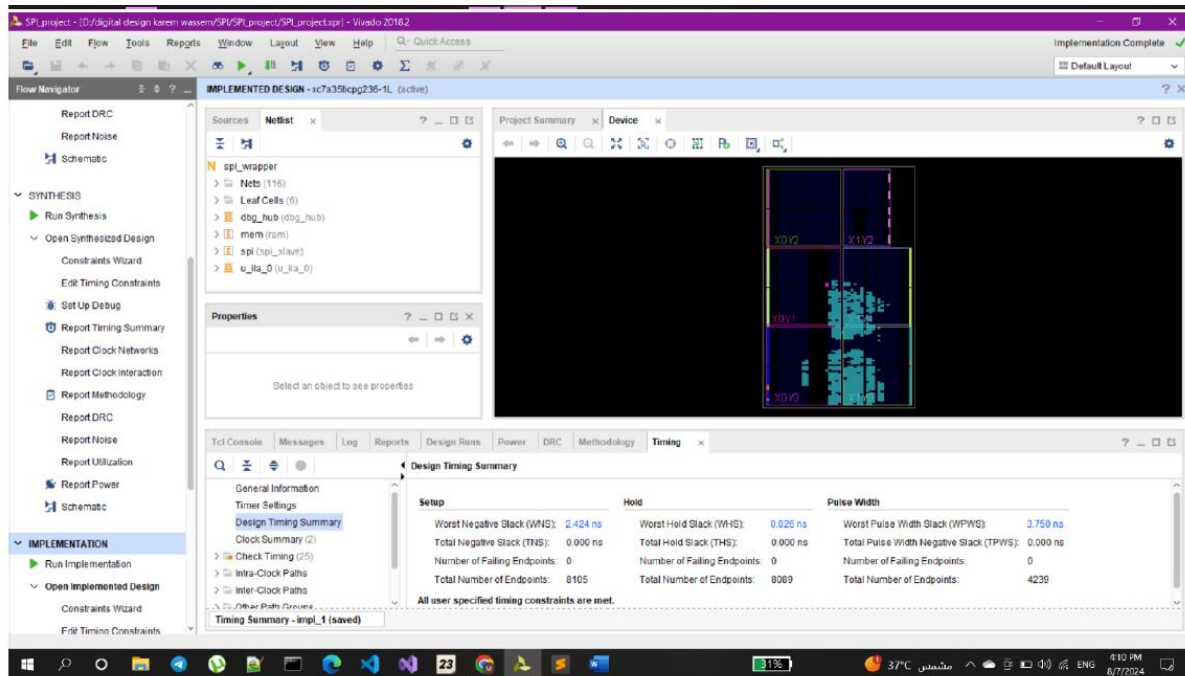 SPI_project - [D:/digital design karem wassem/SPI/SPI_project/SPI_project.xpr] - Vivado 2018.2
File Edit Flow Tools Reports Window Layout View Help Quick Access
Implementation Complete
Default Layout
Flow Navigator
Report DRC
Report Noise
Schematic
SYNTHESIS
Run Synthesis
Open Synthesized Design
Constraints Wizard
Edit Timing Constraints
Set Up Debug
Report Timing Summary
Report Clock Networks
Report Clock Interaction
Report Methodology
Report DRC
Report Noise
Report Utilization
Report Power
Schematic
IMPLEMENTATION
Run Implementation
Open Implemented Design
Constraints Wizard
Edit Timing Constraints
IMPLEMENTED DESIGN - xc7a35ticpg236-1L (active)
Sources Netlist
spi_wrapper
Nets (116)
Leaf Cells (6)
dbg_hub (dbg_hub)
mem (ram)
spi (spi_slave)
u_ila_0 (u_ila_0)
Properties
Select an object to see properties
Project Summary Device
X0Y2 X1Y2
X0Y1
X0Y0
Tcl Console Messages Log Reports Design Runs Power DRC Methodology Timing
General Information
Timer Settings
Design Timing Summary
Clock Summary (2)
Check Timing (25)
Intra-Clock Paths
Inter-Clock Paths
Other Path Groups
Design Timing Summary
Setup Hold Pulse Width
Worst Negative Slack (WNS): 2.424 ns Worst Hold Slack (WHS): 0.026 ns Worst Pulse Width Slack (WPWS): 3.750 ns
Total Negative Slack (TNS): 0.000 ns Total Hold Slack (THS): 0.000 ns Total Pulse Width Negative Slack (TPWS): 0.000 ns
Number of Failing Endpoints: 0 Number of Failing Endpoints: 0 Number of Failing Endpoints: 0
Total Number of Endpoints: 8105 Total Number of Endpoints: 8089 Total Number of Endpoints: 4239
All user specified timing constraints are met.
Timing Summary - impl_1 (saved)
23
31%
37°C مشمس
ENG
4:10 PM
8/7/2024